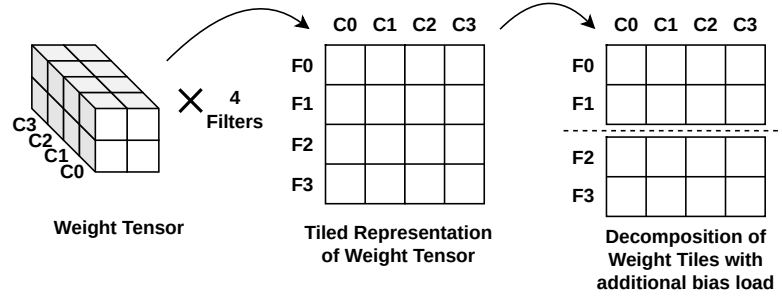 C3
C2
C1
C0
4
Filters
Weight Tensor
C0 C1 C2 C3
F0
F1
F2
F3
Tiled Representation
of Weight Tensor
C0 C1 C2 C3
F0
F1
F2
F3
Decomposition of
Weight Tiles with
additional bias load